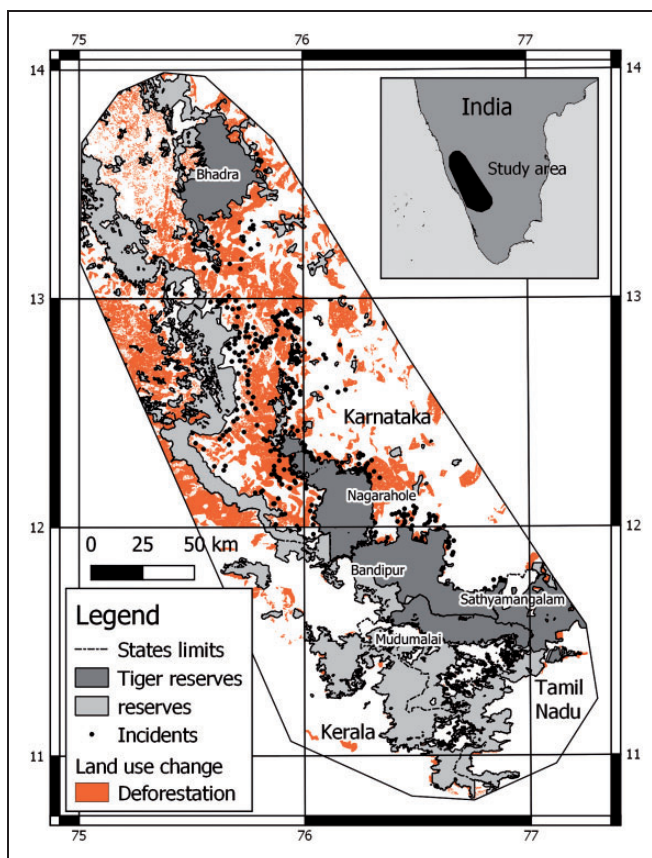 75
76
77
14
14
India
Study area
Bhadra
13
13
Karnataka
Nagarahole
12
12
0 25 50 km
Bandipur
Sathyamangalam
Legend
Mudumalai
States limits
Tiger reserves
reserves
Tamil
Nadu
Incidents
Kerala
Land use change
11
11
Deforestation
75
76
77